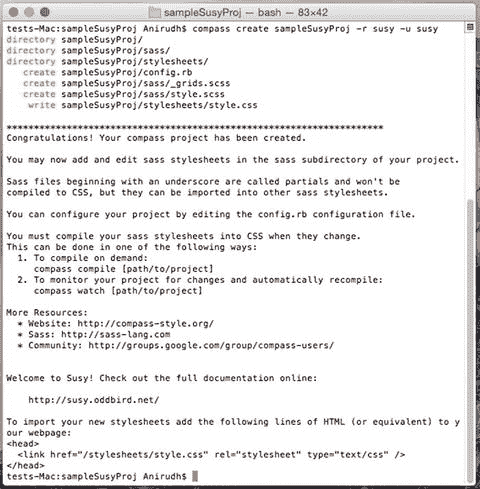 sampleSusyProj — bash — 83×42
tests-Mac:sampleSusyProj Anirudh$ compass create sampleSusyProj -r susy -u susy
directory sampleSusyProj/
directory sampleSusyProj/sass/
directory sampleSusyProj/stylesheets/
create sampleSusyProj/config.rb
create sampleSusyProj/sass/_grids.scss
create sampleSusyProj/sass/style.scss
write sampleSusyProj/stylesheets/style.css
*********************************************************************
Congratulations! Your compass project has been created.
You may now add and edit sass stylesheets in the sass subdirectory of your project.
Sass files beginning with an underscore are called partials and won't be
compiled to CSS, but they can be imported into other sass stylesheets.
You can configure your project by editing the config.rb configuration file.
You must compile your sass stylesheets into CSS when they change.
This can be done in one of the following ways:
1. To compile on demand:
compass compile [path/to/project]
2. To monitor your project for changes and automatically recompile:
compass watch [path/to/project]
More Resources:
* Website: http://compass-style.org/
* Sass: http://sass-lang.com
* Community: http://groups.google.com/group/compass-users/
Welcome to Susy! Check out the full documentation online:
http://susy.oddbird.net/
To import your new stylesheets add the following lines of HTML (or equivalent) to y
our webpage:
<head>
<link href="/stylesheets/style.css" rel="stylesheet" type="text/css" />
</head>
tests-Mac:sampleSusyProj Anirudh$